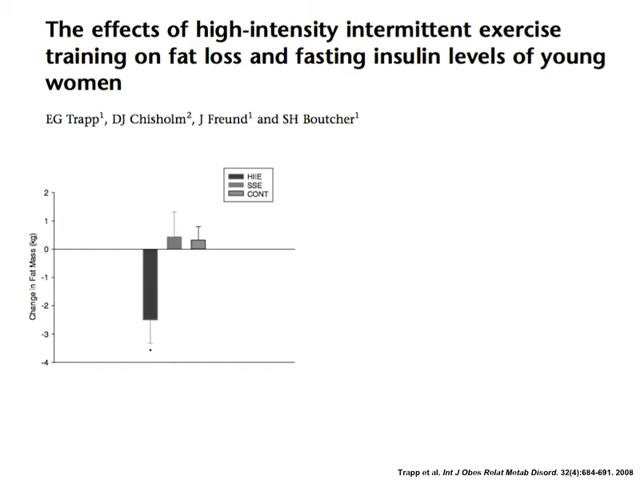 The effects of high-intensity intermittent exercise
training on fat loss and fasting insulin levels of young
women
EG Trapp1, DJ Chisholm2, J Freund1 and SH Boutcher1
HIIE
SSE
CONT
2
1
0
-1
-2
-3
-4
Change in Fat Mass (kg)
*
Trapp et al. Int J Obes Relat Metab Disord. 32(4):684-691. 2008